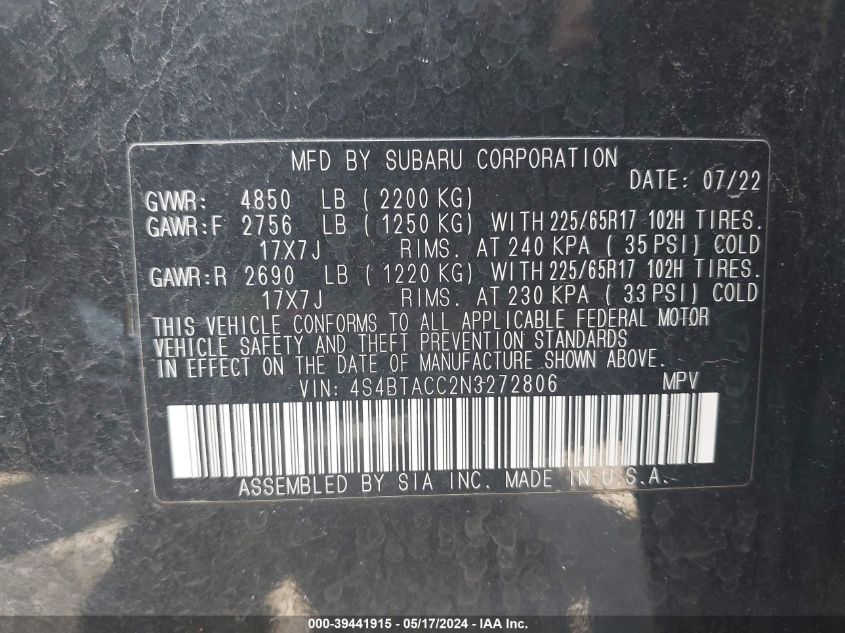 MFD BY SUBARU CORPORATION
DATE: 07/22
GVWR: 4850 LB ( 2200 KG)
GAWR:F 2756 LB ( 1250 KG) WITH 225/65R17 102H TIRES.
17X7J RIMS. AT 240 KPA ( 35 PSI) COLD
GAWR:R 2690 LB ( 1220 KG) WITH 225/65R17 102H TIRES.
17X7J RIMS. AT 230 KPA ( 33 PSI) COLD
THIS VEHICLE CONFORMS TO ALL APPLICABLE FEDERAL MOTOR
VEHICLE SAFETY AND THEFT PREVENTION STANDARDS
IN EFFECT ON THE DATE OF MANUFACTURE SHOWN ABOVE.
VIN: 4S4BTACC2N3272806 MPV
ASSEMBLED BY SIA INC. MADE IN U.S.A.
000-39441915 - 05/17/2024 - IAA Inc.